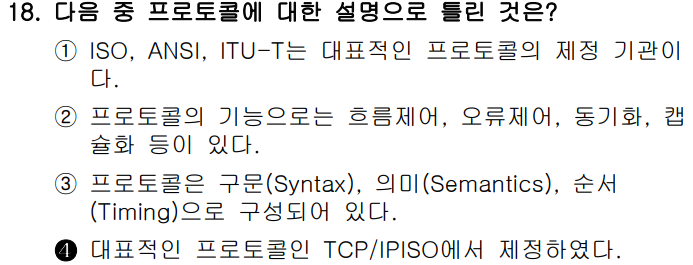 18. 다음 중 프로토콜에 대한 설명으로 틀린 것은?
① ISO, ANSI, ITU-T는 대표적인 프로토콜의 제정 기관이
다.
② 프로토콜의 기능으로는 흐름제어, 오류제어, 동기화, 캡
슐화 등이 있다.
③ 프로토콜은 구문(Syntax), 의미(Semantics), 순서
(Timing)으로 구성되어 있다.
❹ 대표적인 프로토콜인 TCP/IPISO에서 제정하였다.